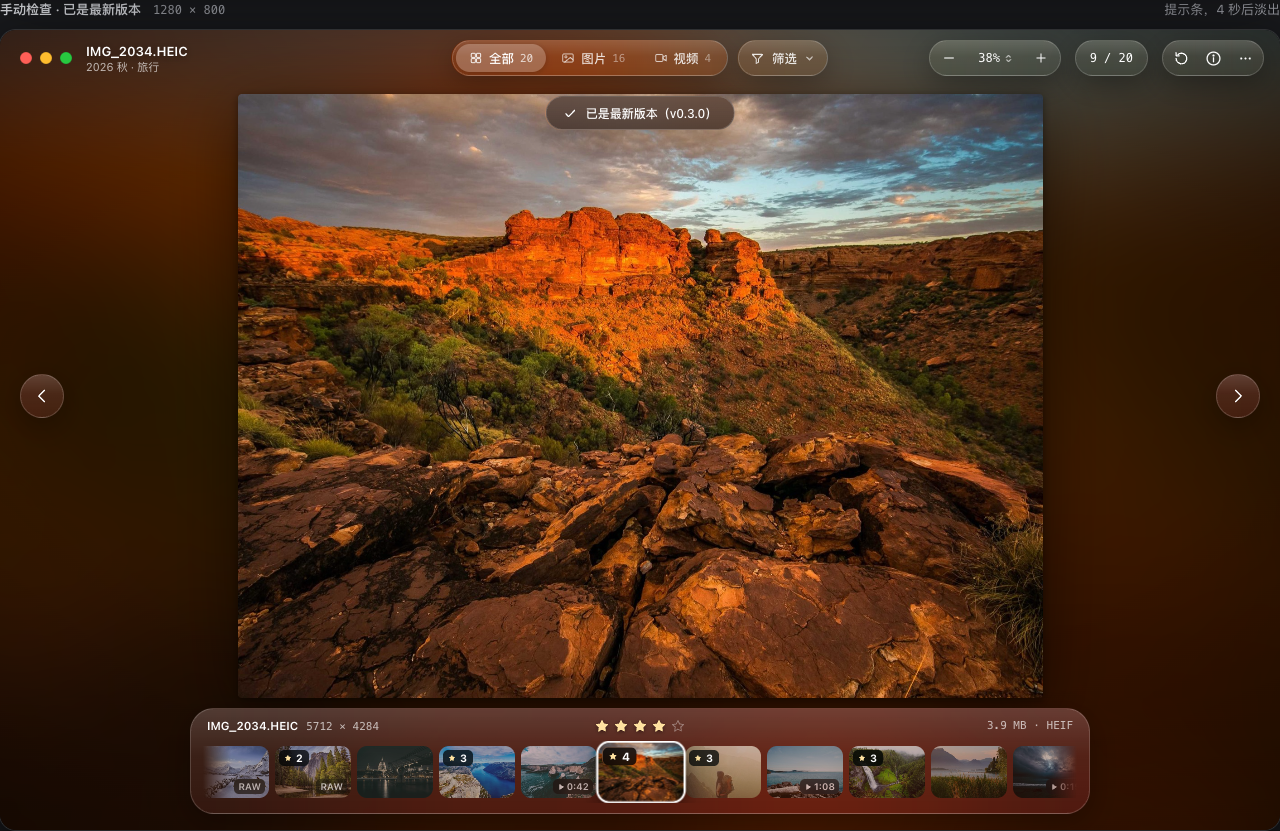 手动检查 · 已是最新版本 1280 × 800
提示条，4 秒后淡出
IMG_2034.HEIC
2026 秋 · 旅行
全部 20
图片 16
视频 4
筛选
38%
9 / 20
已是最新版本（v0.3.0）
IMG_2034.HEIC 5712 × 4284
3.9 MB · HEIF
RAW
2
RAW
3
0:42
4
3
1:08
3